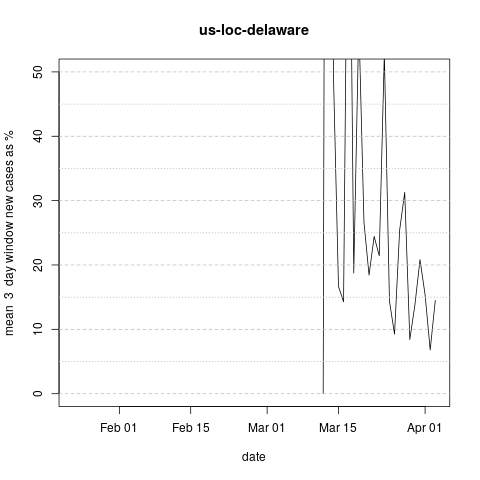 us-loc-delaware
mean 3 day window new cases as %
50
40
30
20
10
0
Feb 01
Feb 15
Mar 01
Mar 15
Apr 01
date